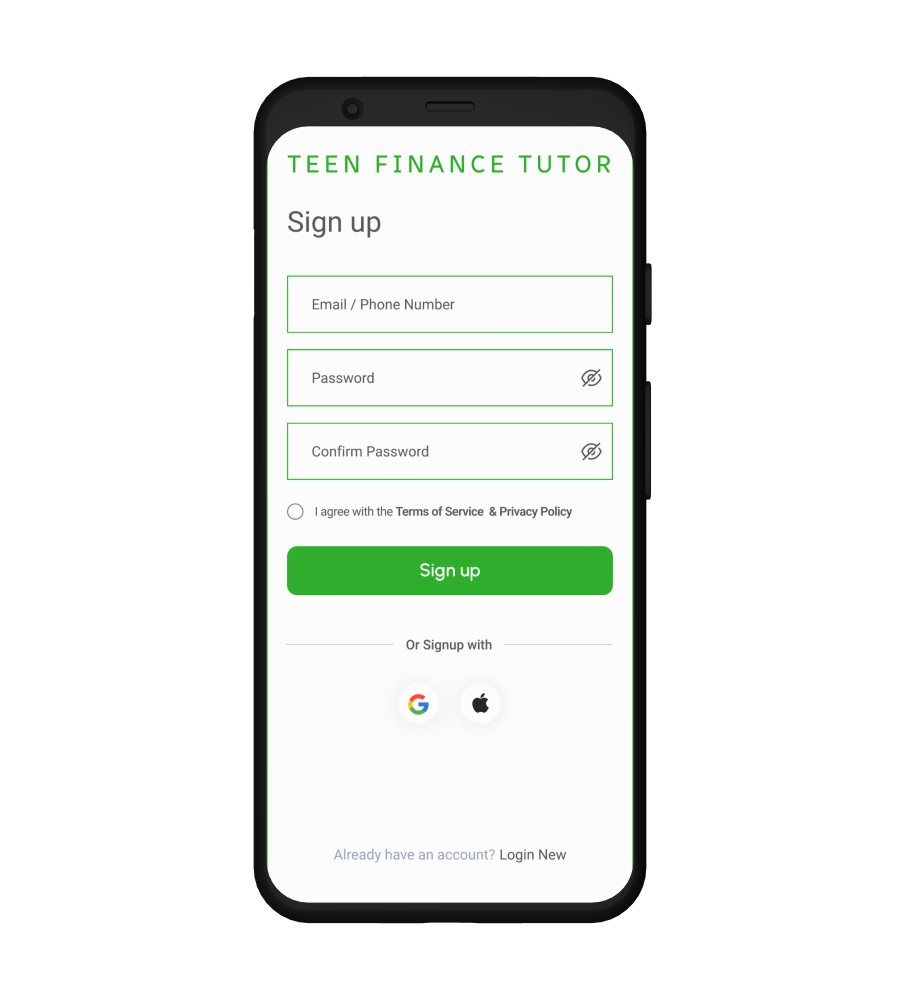 TEEN FINANCE TUTOR
Sign up
Email / Phone Number
Password
Confirm Password
I agree with the Terms of Service & Privacy Policy
Sign up
Or Signup with
Already have an account? Login New